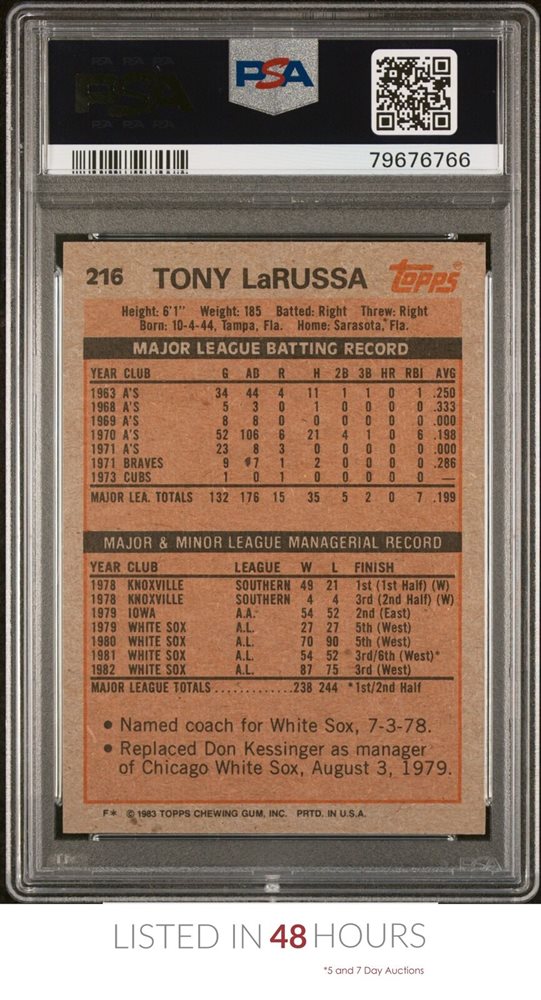 PSA PSA PSA
PSA
PSA PSA PSA
PSA
79676766
216 TONY LaRUSSA Topps®
Height: 6'1" Weight: 185 Batted: Right Threw: Right
Born: 10-4-44, Tampa, Fla. Home: Sarasota, Fla.
MAJOR LEAGUE BATTING RECORD
YEAR CLUB G AB R H 2B 3B HR RBI AVG
1963 A'S 34 44 4 11 1 1 0 1 .250
1968 A'S 5 3 0 1 0 0 0 0 .333
1969 A'S 8 8 0 0 0 0 0 0 .000
1970 A'S 52 106 6 21 4 1 0 6 .198
1971 A'S 23 8 3 0 0 0 0 0 .000
1971 BRAVES 9 7 1 2 0 0 0 0 .286
1973 CUBS 1 0 1 0 0 0 0 0 —
MAJOR LEA. TOTALS 132 176 15 35 5 2 0 7 .199
MAJOR & MINOR LEAGUE MANAGERIAL RECORD
YEAR CLUB LEAGUE W L FINISH
1978 KNOXVILLE SOUTHERN 49 21 1st (1st Half) (W)
1978 KNOXVILLE SOUTHERN 4 4 3rd (2nd Half) (W)
1979 IOWA A.A. 54 52 2nd (East)
1979 WHITE SOX A.L. 27 27 5th (West)
1980 WHITE SOX A.L. 70 90 5th (West)
1981 WHITE SOX A.L. 54 52 3rd/6th (West)*
1982 WHITE SOX A.L. 87 75 3rd (West)
MAJOR LEAGUE TOTALS..............238 244 *1st/2nd Half
• Named coach for White Sox, 7-3-78.
• Replaced Don Kessinger as manager
of Chicago White Sox, August 3, 1979.
F* © 1983 TOPPS CHEWING GUM, INC. PRTD. IN U.S.A.
PSA
LISTED IN 48 HOURS
*5 and 7 Day Auctions